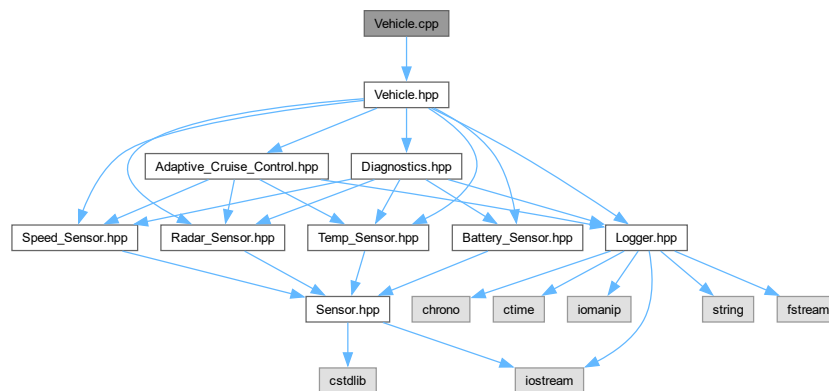 Vehicle.cpp
Vehicle.hpp
Adaptive_Cruise_Control.hpp
Diagnostics.hpp
Speed_Sensor.hpp
Radar_Sensor.hpp
Temp_Sensor.hpp
Battery_Sensor.hpp
Logger.hpp
Sensor.hpp
chrono
ctime
iomanip
string
fstream
cstdlib
iostream